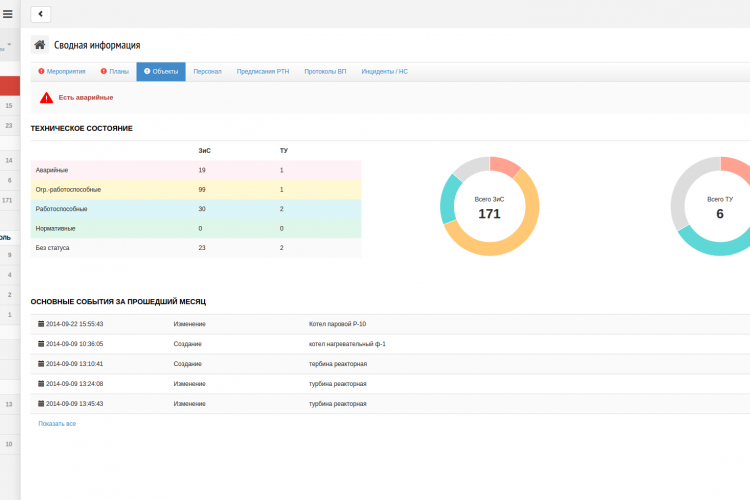 Сводная информация
Мероприятия Планы Объекты Персонал Предписания РТН Протоколы ВП Инциденты / НС
Есть аварийные
ТЕХНИЧЕСКОЕ СОСТОЯНИЕ
ЗиС ТУ
Аварийные 19 1
Огр.-работоспособные 99 1
Работоспособные 30 2
Нормативные 0 0
Без статуса 23 2
Всего ЗиС
171
Всего ТУ
6
ОСНОВНЫЕ СОБЫТИЯ ЗА ПРОШЕДШИЙ МЕСЯЦ
2014-09-22 15:55:43 Изменение Котел паровой Р-10
2014-09-09 10:36:05 Создание котел нагревательный ф-1
2014-09-09 13:10:41 Создание тербина реакторная
2014-09-09 13:24:08 Изменение турбина реакторная
2014-09-09 13:45:43 Изменение турбина реакторная
Показать все
15
23
14
6
171
оль
9
4
2
1
13
10